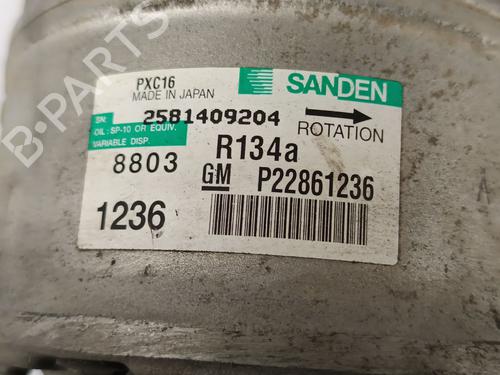 PXC16
MADE IN JAPAN
SANDEN
SN: 2581409204
ROTATION
OIL: SP-10 OR EQUIV.
VARIABLE DISP.
8803
R134a
GM P22861236
1236
B-PARTS